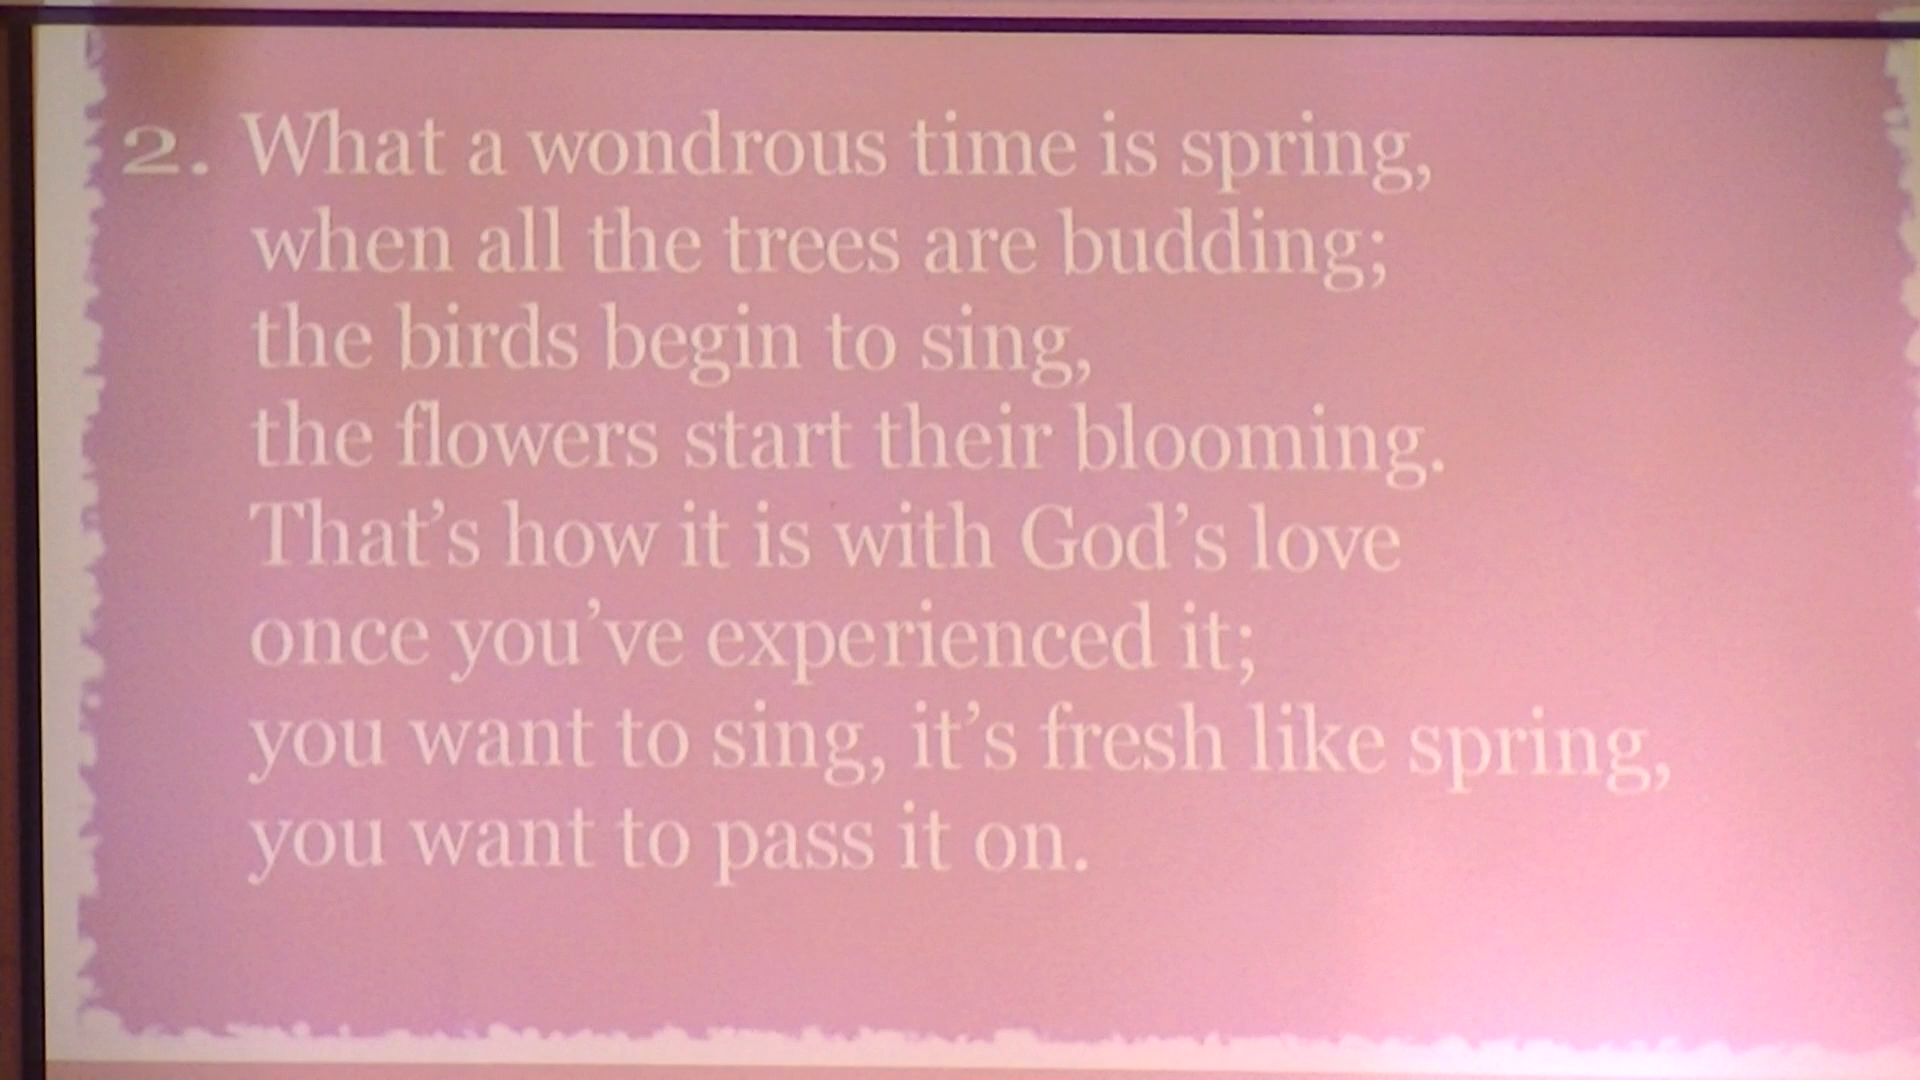 2. What a wondrous time is spring,
when all the trees are budding;
the birds begin to sing,
the flowers start their blooming.
That’s how it is with God’s love
once you’ve experienced it;
you want to sing, it’s fresh like spring,
you want to pass it on.